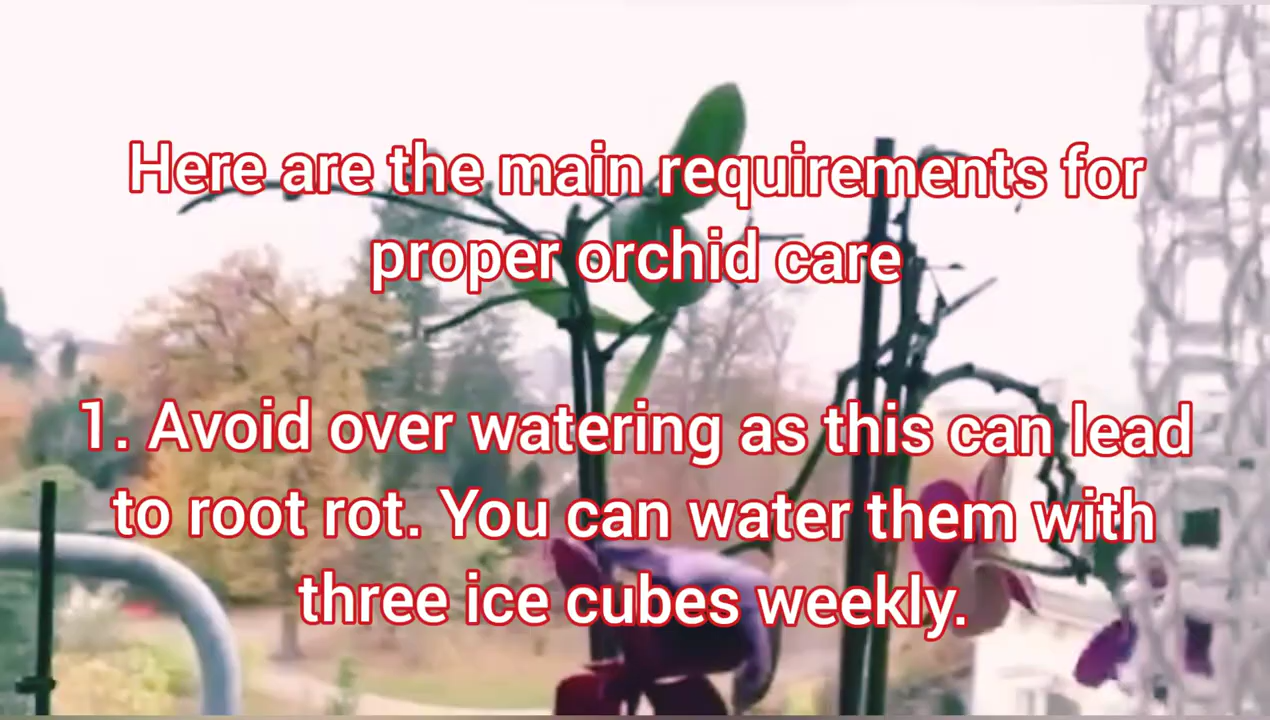 Here are the main requirements for
proper orchid care
1. Avoid over watering as this can lead
to root rot. You can water them with
three ice cubes weekly.